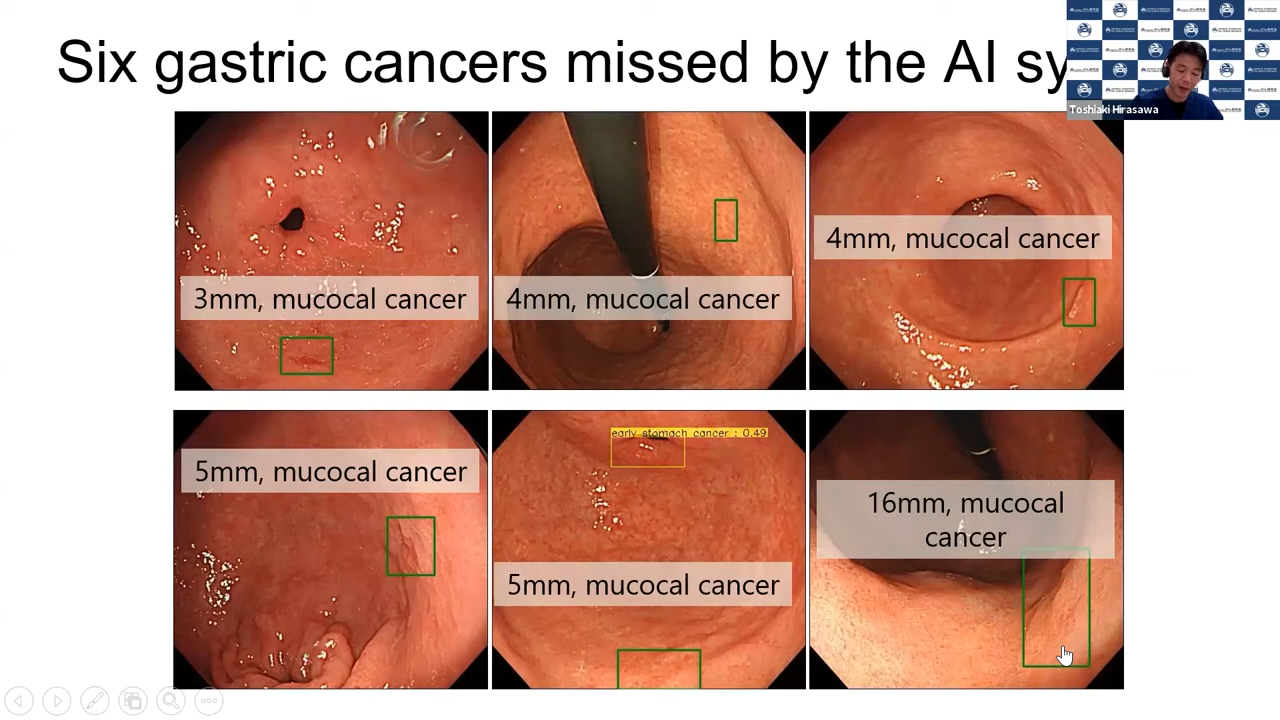 Six gastric cancers missed by the AI sy
Toshiaki Hirasawa
3mm, mucocal cancer
4mm, mucocal cancer
4mm, mucocal cancer
5mm, mucocal cancer
early stomach cancer : 0.49
5mm, mucocal cancer
16mm, mucocal
cancer